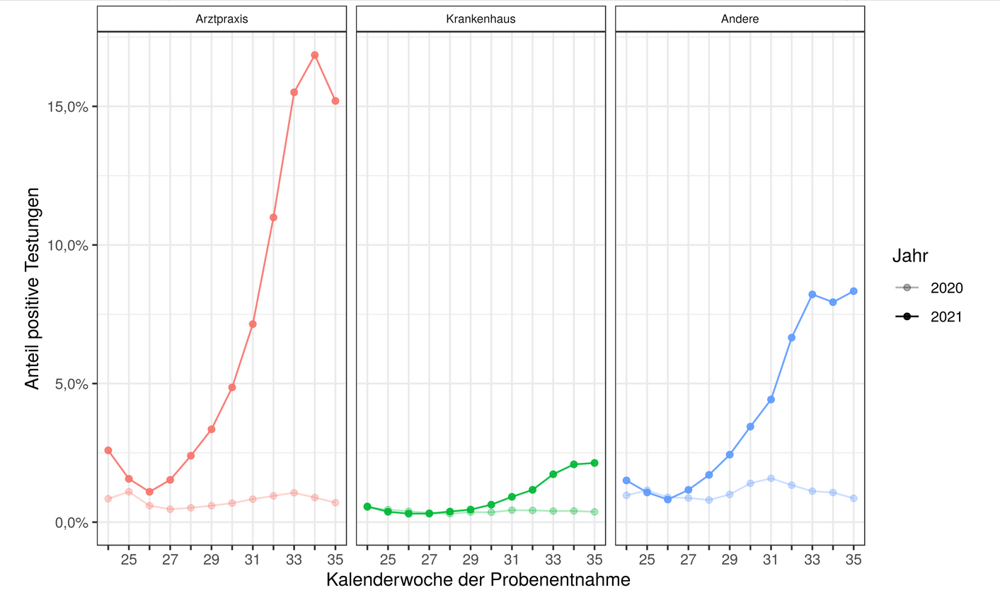 Arztpraxis
Krankenhaus
Andere
Anteil positive Testungen
15,0%
10,0%
5,0%
0,0%
25 27 29 31 33 35
25 27 29 31 33 35
25 27 29 31 33 35
Kalenderwoche der Probenentnahme
Jahr
2020
2021